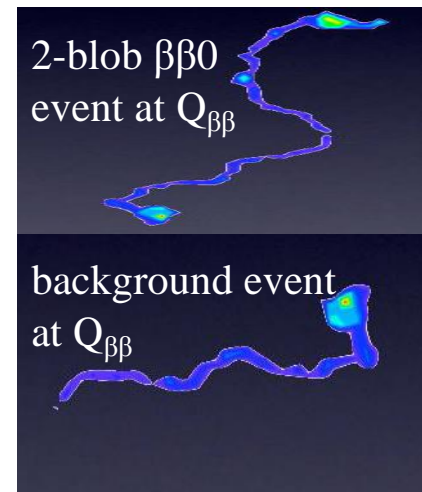 2-blob ββ0
event at Qββ
background event
at Qββ